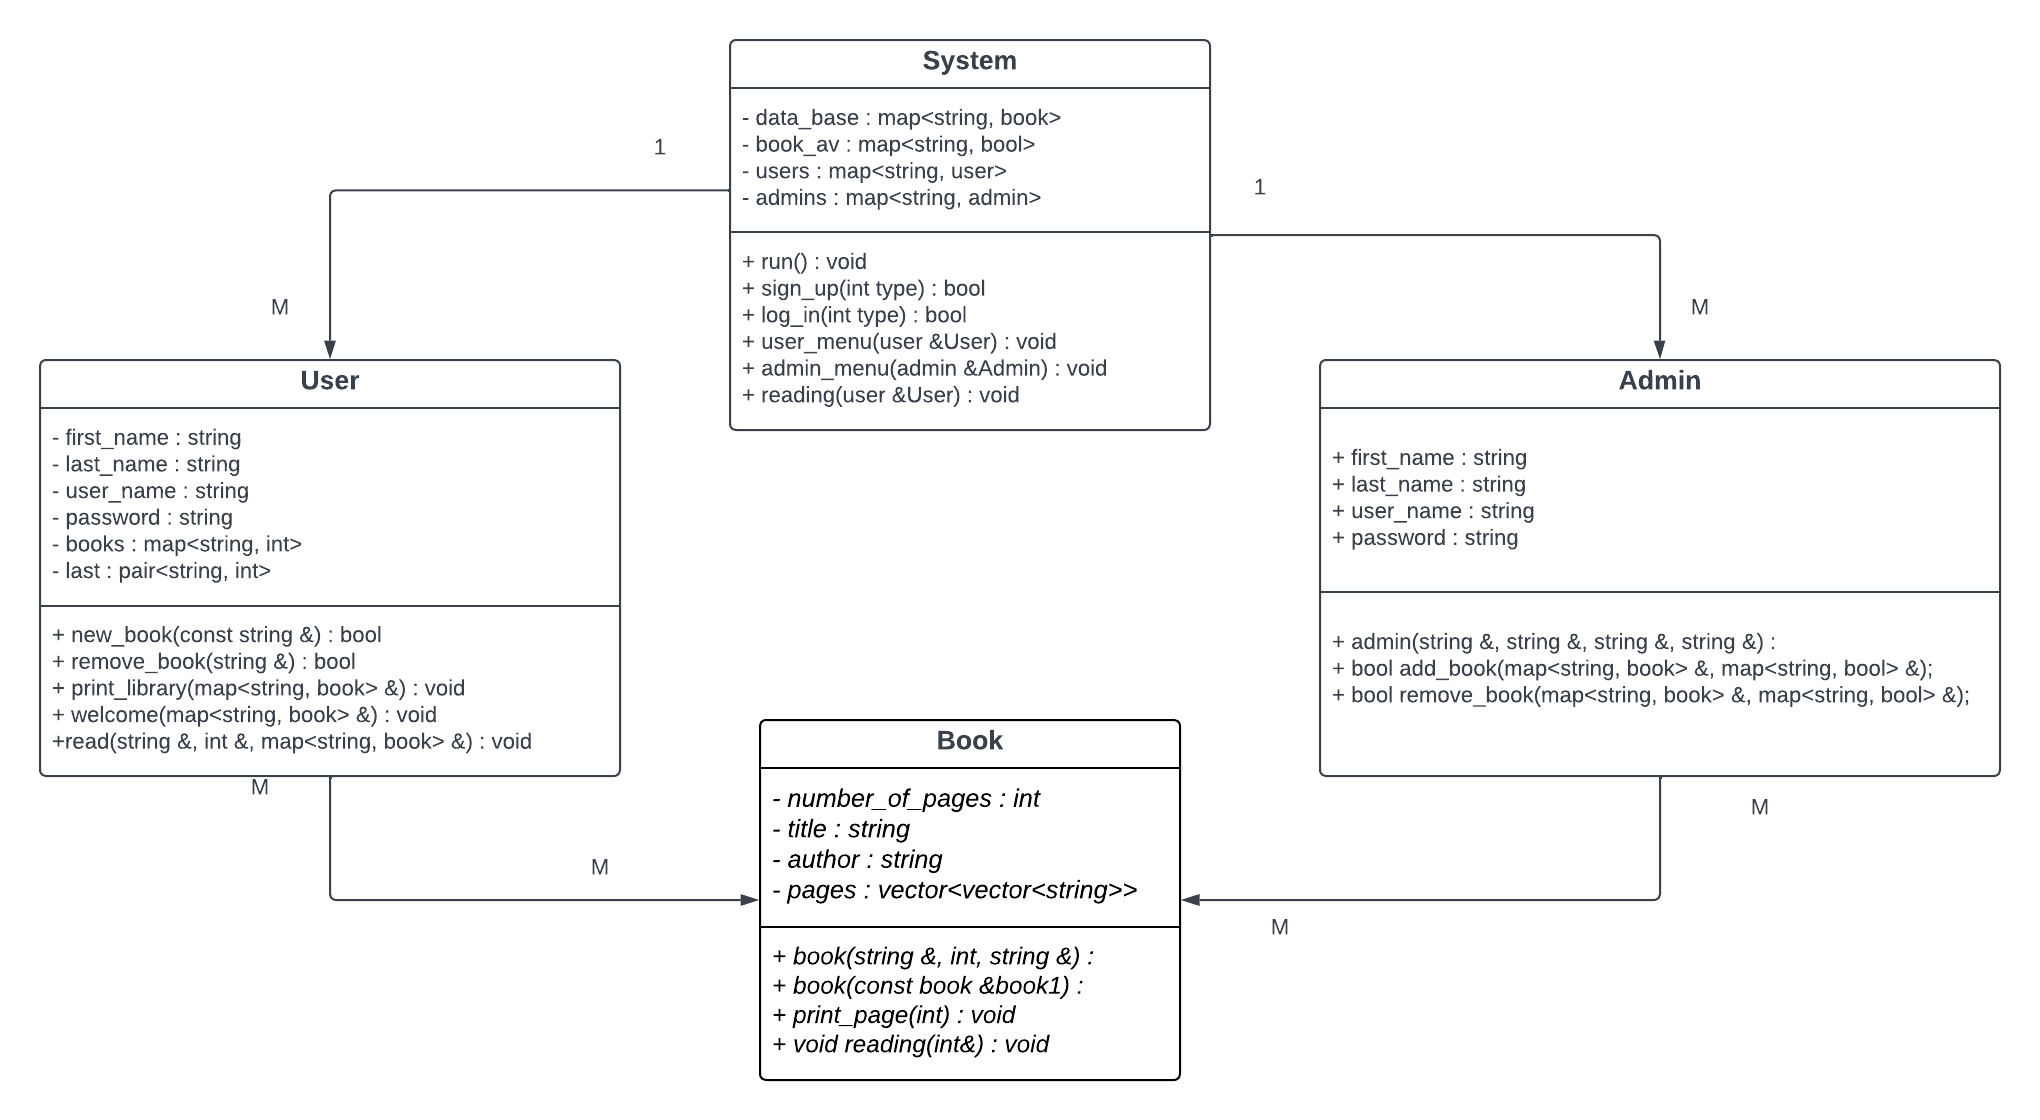 System
- data_base : map<string, book>
- book_av : map<string, bool>
- users : map<string, user>
- admins : map<string, admin>
+ run() : void
+ sign_up(int type) : bool
+ log_in(int type) : bool
+ user_menu(user &User) : void
+ admin_menu(admin &Admin) : void
+ reading(user &User) : void
1
1
M
M
User
- first_name : string
- last_name : string
- user_name : string
- password : string
- books : map<string, int>
- last : pair<string, int>
+ new_book(const string &) : bool
+ remove_book(string &) : bool
+ print_library(map<string, book> &) : void
+ welcome(map<string, book> &) : void
+read(string &, int &, map<string, book> &) : void
Admin
+ first_name : string
+ last_name : string
+ user_name : string
+ password : string
+ admin(string &, string &, string &, string &) :
+ bool add_book(map<string, book> &, map<string, bool> &);
+ bool remove_book(map<string, book> &, map<string, bool> &);
M
M
M
M
Book
- number_of_pages : int
- title : string
- author : string
- pages : vector<vector<string>>
+ book(string &, int, string &) :
+ book(const book &book1) :
+ print_page(int) : void
+ void reading(int&) : void